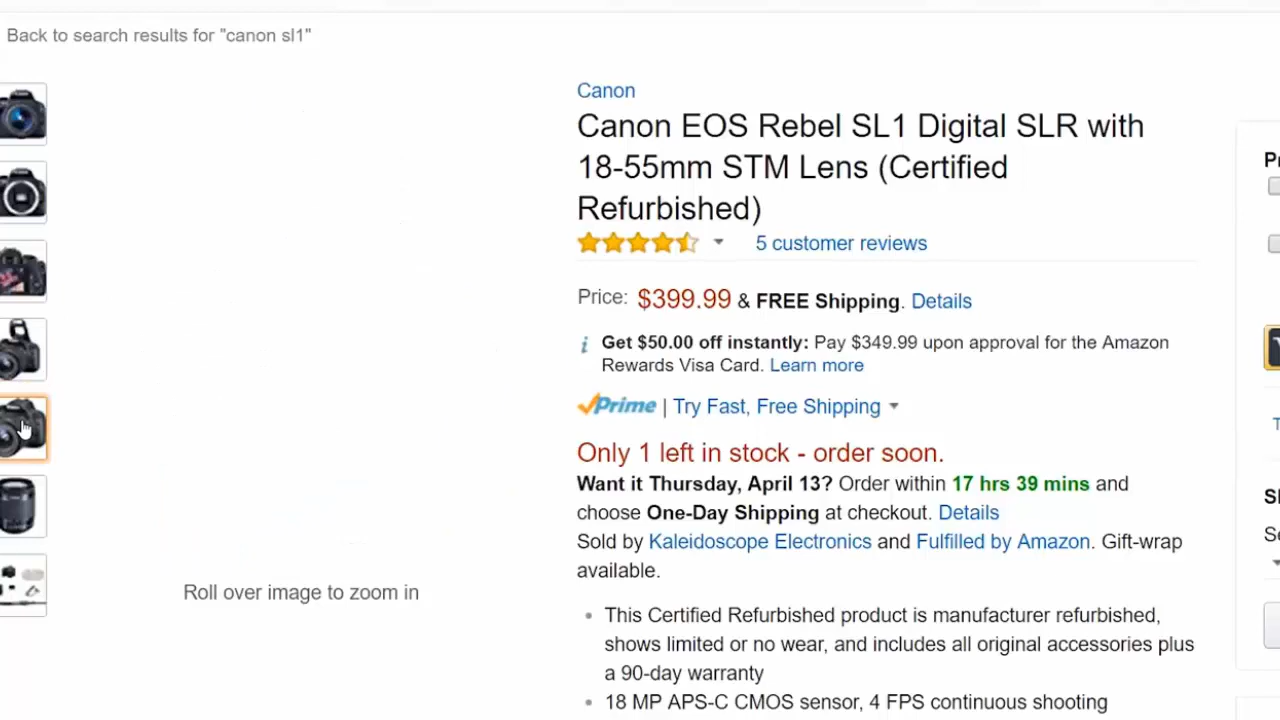 Back to search results for "canon sl1"
Canon
Canon EOS Rebel SL1 Digital SLR with
18-55mm STM Lens (Certified
Refurbished)
5 customer reviews
Price: $399.99 & FREE Shipping. Details
Get $50.00 off instantly: Pay $349.99 upon approval for the Amazon
Rewards Visa Card. Learn more
Prime | Try Fast, Free Shipping
Only 1 left in stock - order soon.
Want it Thursday, April 13? Order within 17 hrs 39 mins and
choose One-Day Shipping at checkout. Details
Sold by Kaleidoscope Electronics and Fulfilled by Amazon. Gift-wrap
available.
Roll over image to zoom in
This Certified Refurbished product is manufacturer refurbished,
shows limited or no wear, and includes all original accessories plus
a 90-day warranty
18 MP APS-C CMOS sensor, 4 FPS continuous shooting